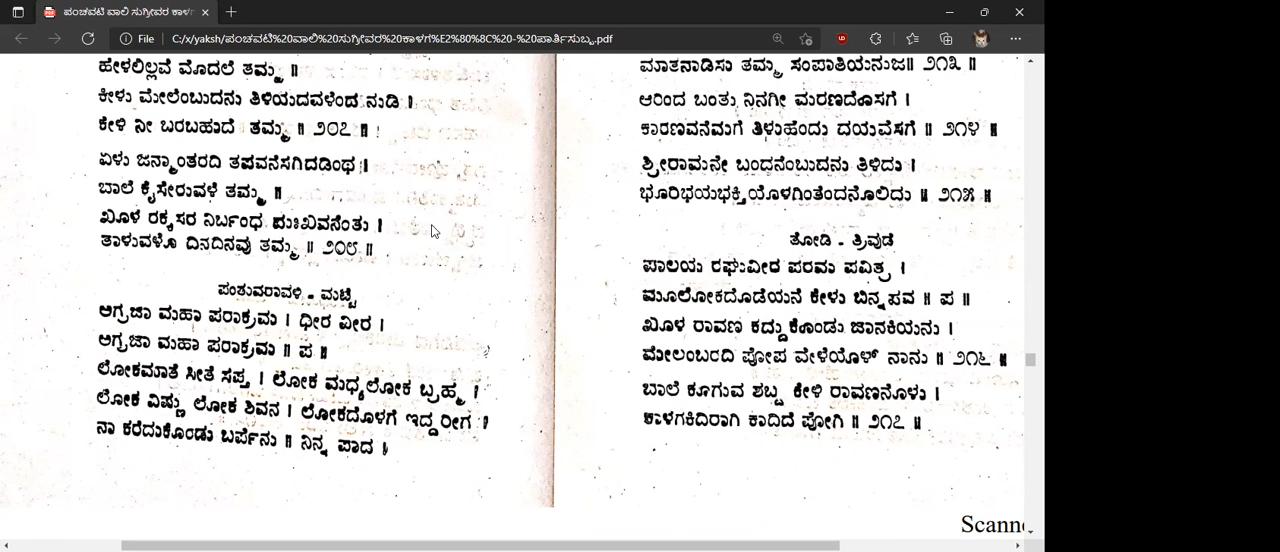 ಪಂಚವಟಿ ವಾಲಿ ಸುಗ್ರೀವರ ಕಾಳಗ
File C:/x/yaksh/ಪಂಚವಟಿ%20ವಾಲಿ%20ಸುಗ್ರೀವರ%20ಕಾಳಗ%E2%80%8C%20-%20ಪಾರ್ತಿಸುಬ್ಬ.pdf
ಹೇಳಲಿಲ್ಲವೆ ಮೊದಲೆ ತಮ್ಮ ॥
ಕೀಳು ಮೇಲೆಂಬುದನು ತಿಳಿಯದವಳೆಂದ ನುಡಿ ।
ಕೇಳಿ ನೀ ಬರಬಹುದೆ ತಮ್ಮ ॥ ೨೦೭ ॥
ಏಳು ಜನ್ಮಾಂತರದಿ ತಪವನೆಸಗಿದಡಿಂಥ ।
ಬಾಲೆ ಕೈಸೇರುವಳೆ ತಮ್ಮ ॥
ಖೂಳ ರಕ್ಕಸರ ನಿರ್ಬಂಧ ದುಃಖವನೆಂತು ।
ತಾಳುವಳೊ ದಿನದಿನವು ತಮ್ಮ ॥ ೨೦೮ ॥
ಪಂತುವರಾವಳಿ - ಮಟ್ಟೆ
ಅಗ್ರಜಾ ಮಹಾ ಪರಾಕ್ರಮ । ಧೀರ ವೀರ ।
ಅಗ್ರಜಾ ಮಹಾ ಪರಾಕ್ರಮ ॥ ಪ ॥
ಲೋಕಮಾತೆ ಸೀತೆ ಸಪ್ತ । ಲೋಕ ಮಧ್ಯಲೋಕ ಬ್ರಹ್ಮ ।
ಲೋಕ ವಿಷ್ಣು ಲೋಕ ಶಿವನ । ಲೋಕದೊಳಗೆ ಇದ್ದರೀಗ ।
ನಾ ಕರೆದುಕೊಂಡು ಬರ್ಪೆನು ॥ ನಿನ್ನ ಪಾದ ।
ಮಾತನಾಡಿಸಾ ತಮ್ಮ ಸಂಪಾತಿಯನುಜ॥ ೨೧೩ ॥
ಆರಿಂದ ಬಂತು ನಿನಗೀ ಮರಣದೊಸಗೆ ।
ಕಾರಣವನೆಮಗೆ ತಿಳುಹೆಂದು ದಯವೆಸಗೆ ॥ ೨೧೪ ॥
ಶ್ರೀರಾಮನೇ ಬಂದನೆಂಬುದನು ತಿಳಿದು ।
ಭೂರಿಭಯಭಕ್ತಿಯೊಳಗಿಂತೆಂದನೊಲಿದು ॥ ೨೧೫ ॥
ತೋಡಿ - ತ್ರಿವುಡೆ
ಪಾಲಯ ರಘುವೀರ ಪರಮ ಪವಿತ್ರ ।
ಮೂಲೋಕದೊಡೆಯನೆ ಕೇಳು ಬಿನ್ನಪವ ॥ ಪ ॥
ಖೂಳ ರಾವಣ ಕದ್ದುಕೊಂಡು ಜಾನಕಿಯನು ।
ಮೇಲಂಬರದಿ ಪೋಪ ವೇಳೆಯೊಳ್ ನಾನು ॥ ೨೧೬ ॥
ಬಾಲೆ ಕೂಗುವ ಶಬ್ದ ಕೇಳಿ ರಾವಣನೊಳು ।
ಕಾಳಗಕಿದಿರಾಗಿ ಕಾದಿದೆ ಪೋಗಿ ॥ ೨೧೭ ॥